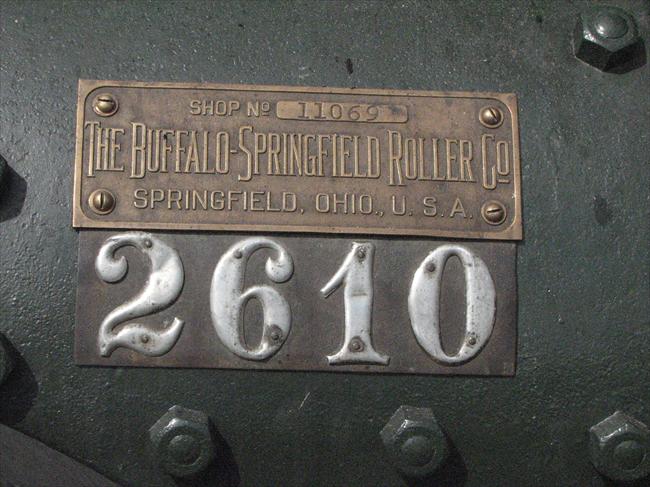 SHOP Nº 11069
THE BUFFALO-SPRINGFIELD ROLLER Cº
SPRINGFIELD, OHIO., U. S. A.
2610